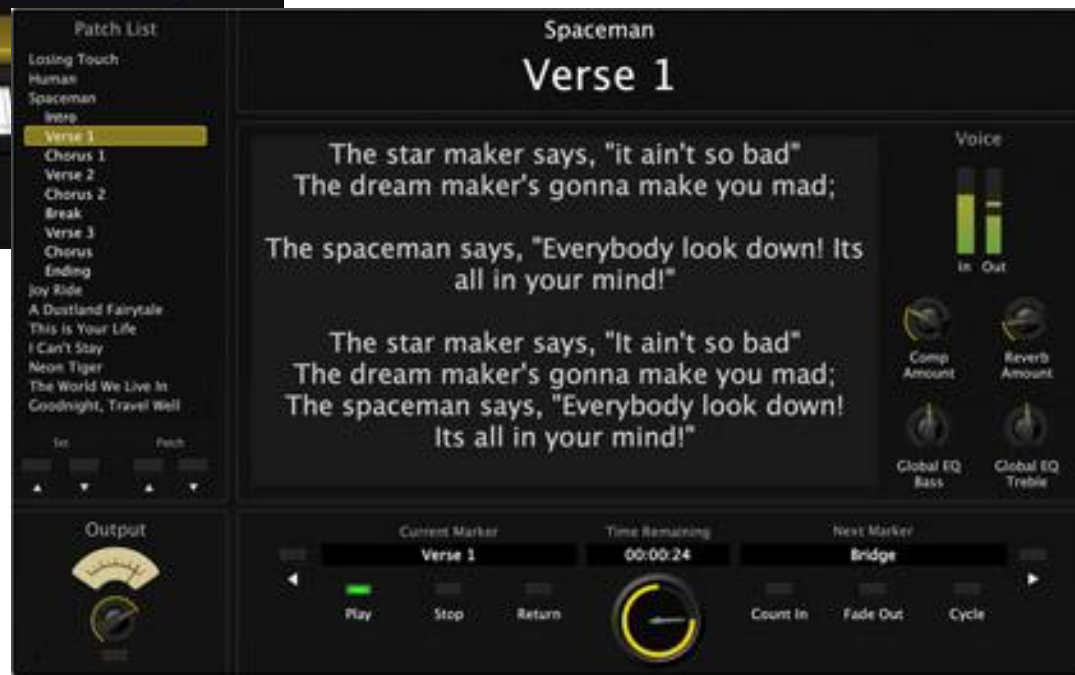 Patch List
Losing Touch
Human
Spaceman
Intro
Verse 1
Chorus 1
Verse 2
Chorus 2
Break
Verse 3
Chorus
Ending
Joy Ride
A Dustland Fairytale
This is Your Life
I Can't Stay
Neon Tiger
The World We Live In
Goodnight, Travel Well
Set Patch
Spaceman
Verse 1
The star maker says, "it ain't so bad"
The dream maker's gonna make you mad;
The spaceman says, "Everybody look down! Its
all in your mind!"
The star maker says, "It ain't so bad"
The dream maker's gonna make you mad;
The spaceman says, "Everybody look down!
Its all in your mind!"
Voice
In Out
Comp Amount
Reverb Amount
Global EQ Bass
Global EQ Treble
Output
Current Marker
Verse 1
Time Remaining
00:00:24
Next Marker
Bridge
Play Stop Return Count In Fade Out Cycle